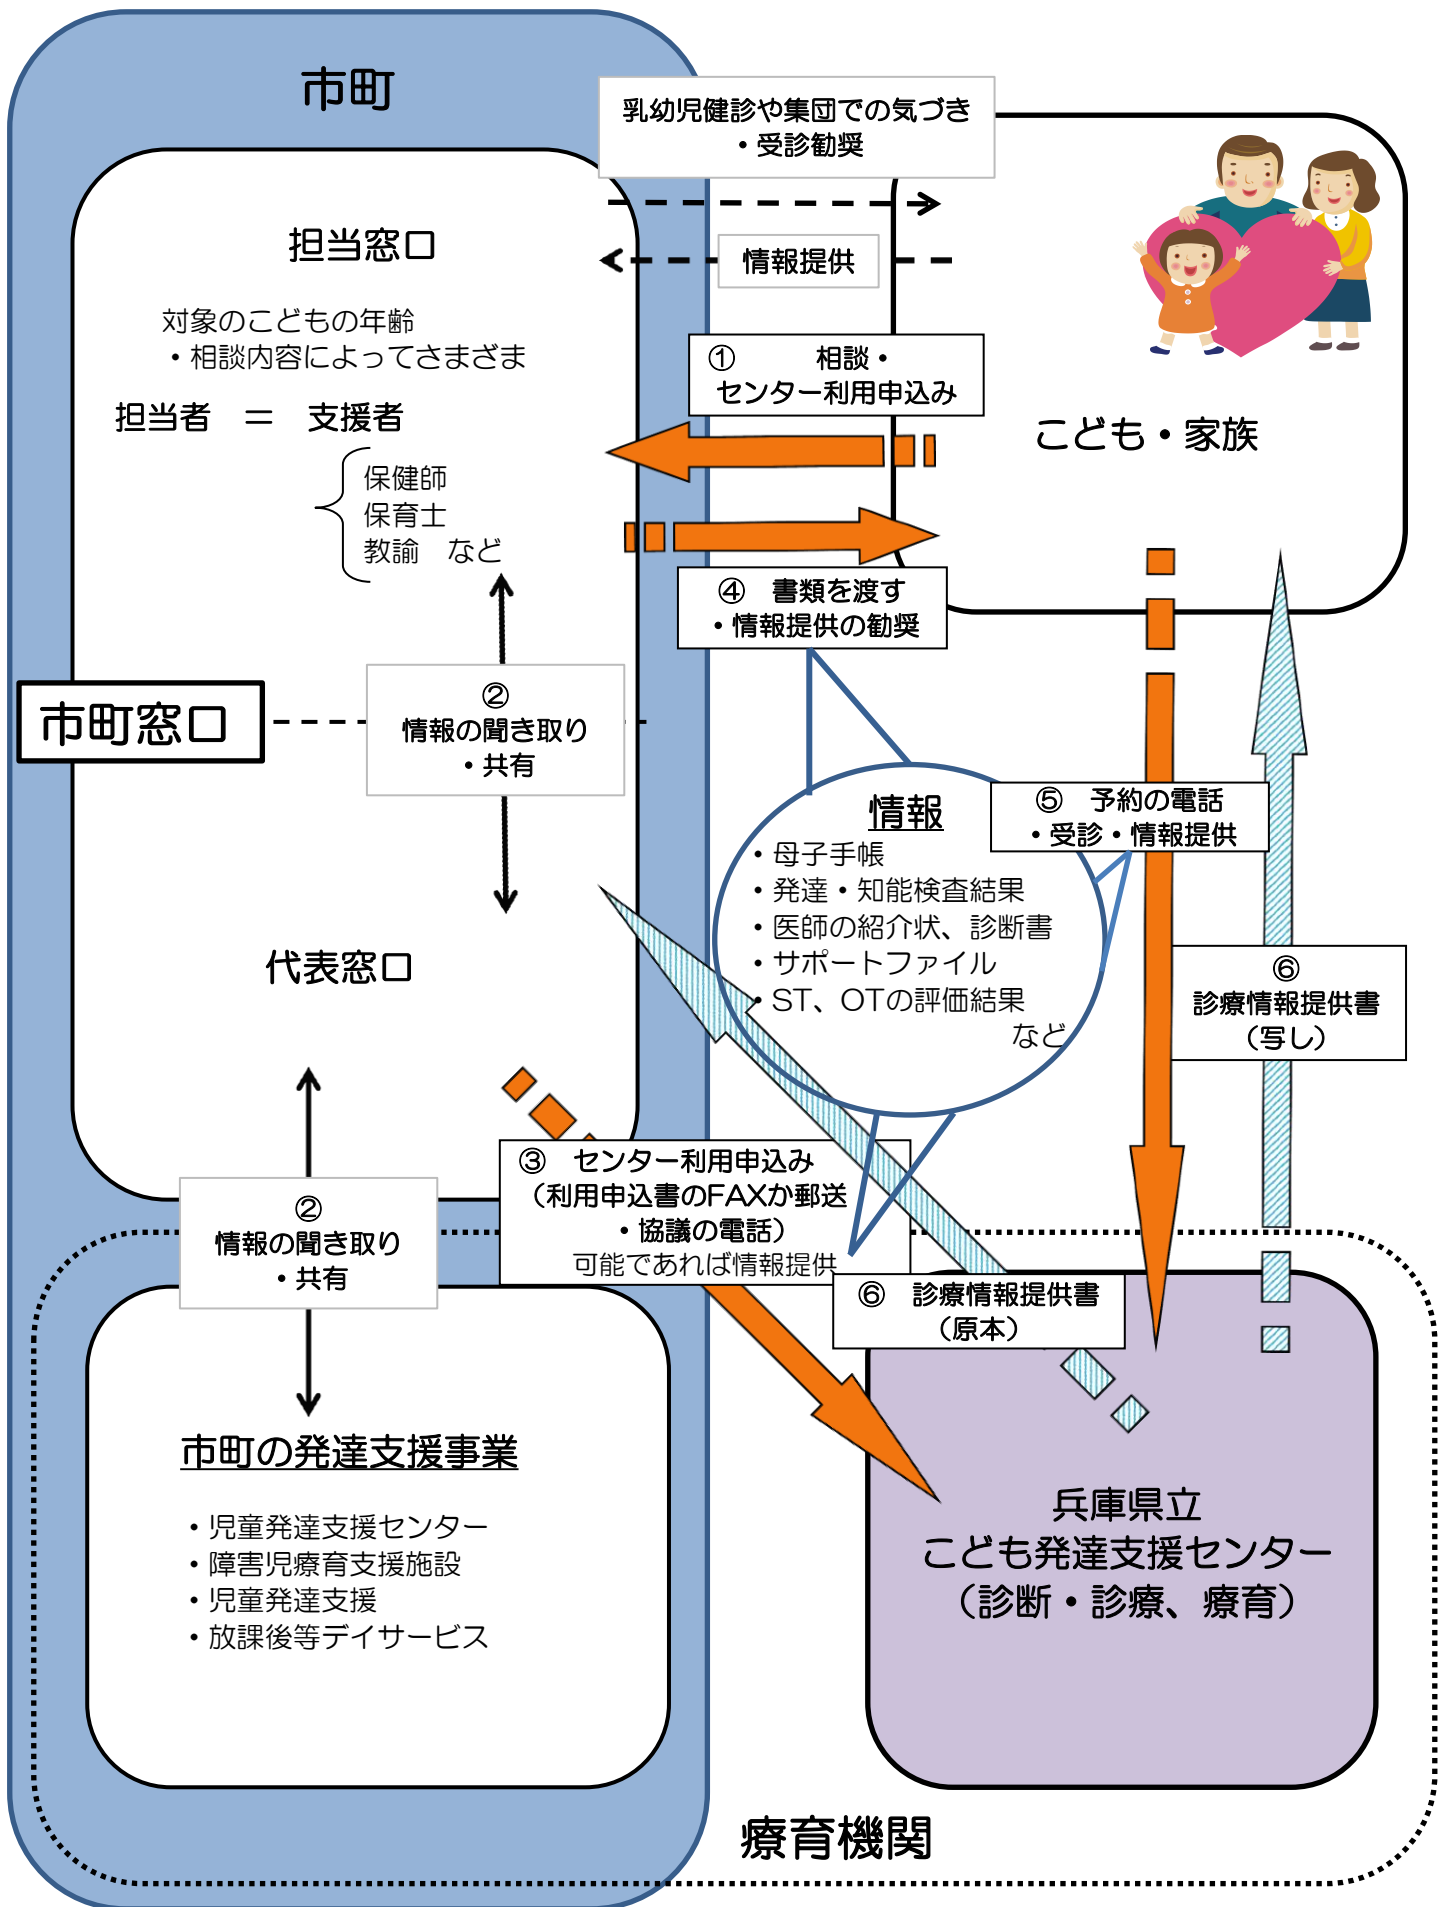 市町
乳幼児健診や集団での気づき
・受診勧奨
担当窓口
情報提供
対象のこどもの年齢
・相談内容によってさまざま
① 相談・
センター利用申込み
担当者 ＝ 支援者
こども・家族
保健師
保育士
教諭 など
④ 書類を渡す
・情報提供の勧奨
市町窓口
②
情報の聞き取り
・共有
情報
・母子手帳
・発達・知能検査結果
・医師の紹介状、診断書
・サポートファイル
・ST、OTの評価結果
など
⑤ 予約の電話
・受診・情報提供
代表窓口
⑥
診療情報提供書
（写し）
③ センター利用申込み
（利用申込書のFAXか郵送
・協議の電話）
可能であれば情報提供
②
情報の聞き取り
・共有
⑥ 診療情報提供書
（原本）
市町の発達支援事業
・児童発達支援センター
・障害児療育支援施設
・児童発達支援
・放課後等デイサービス
兵庫県立
こども発達支援センター
（診断・診療、療育）
療育機関